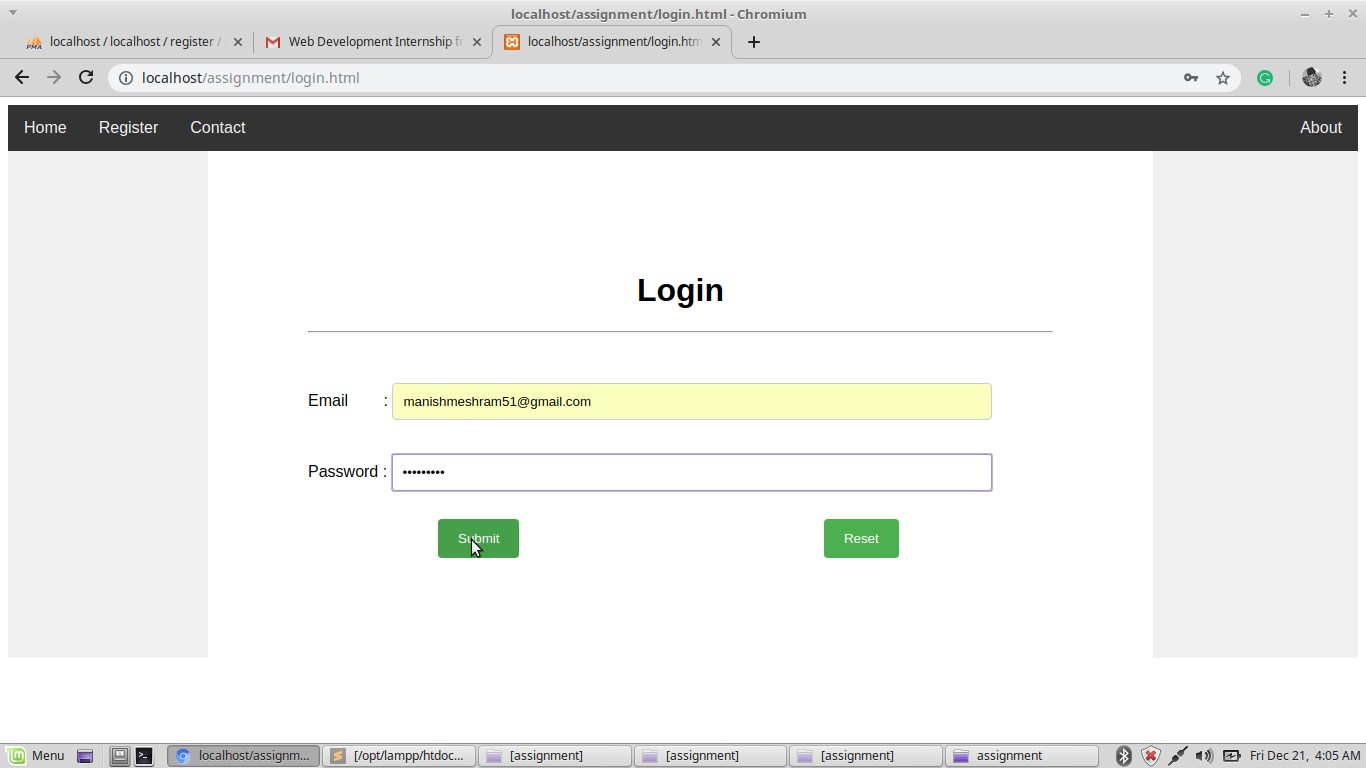 localhost/assignment/login.html - Chromium
PMA localhost / localhost / register /
Web Development Internship fr
localhost/assignment/login.htm
localhost/assignment/login.html
Home Register Contact About
Login
Email : manishmeshram51@gmail.com
Password : •••••••••
Submit Reset
Menu localhost/assignm... [/opt/lampp/htdoc... [assignment] [assignment] [assignment] assignment Fri Dec 21, 4:05 AM